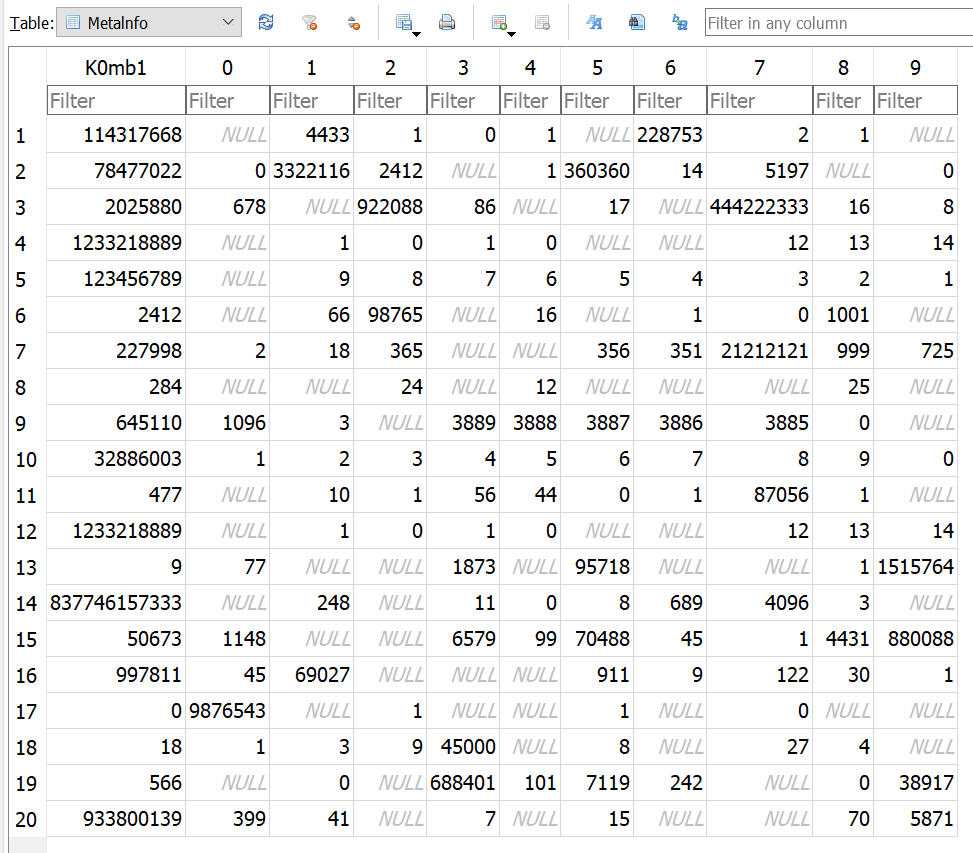 Table: MetaInfo Filter in any column
K0mb1 0 1 2 3 4 5 6 7 8 9
Filter Filter Filter Filter Filter Filter Filter Filter Filter Filter Filter
1 114317668 NULL 4433 1 0 1 NULL 228753 2 1 NULL
2 78477022 0 3322116 2412 NULL 1 360360 14 5197 NULL 0
3 2025880 678 NULL 922088 86 NULL 17 NULL 444222333 16 8
4 1233218889 NULL 1 0 1 0 NULL NULL 12 13 14
5 123456789 NULL 9 8 7 6 5 4 3 2 1
6 2412 NULL 66 98765 NULL 16 NULL 1 0 1001 NULL
7 227998 2 18 365 NULL NULL 356 351 21212121 999 725
8 284 NULL NULL 24 NULL 12 NULL NULL NULL 25 NULL
9 645110 1096 3 NULL 3889 3888 3887 3886 3885 0 NULL
10 32886003 1 2 3 4 5 6 7 8 9 0
11 477 NULL 10 1 56 44 0 1 87056 1 NULL
12 1233218889 NULL 1 0 1 0 NULL NULL 12 13 14
13 9 77 NULL NULL 1873 NULL 95718 NULL NULL 1 1515764
14 837746157333 NULL 248 NULL 11 0 8 689 4096 3 NULL
15 50673 1148 NULL NULL 6579 99 70488 45 1 4431 880088
16 997811 45 69027 NULL NULL NULL 911 9 122 30 1
17 0 9876543 NULL 1 NULL NULL 1 NULL 0 NULL NULL
18 18 1 3 9 45000 NULL 8 NULL 27 4 NULL
19 566 NULL 0 NULL 688401 101 7119 242 NULL 0 38917
20 933800139 399 41 NULL 7 NULL 15 NULL NULL 70 5871